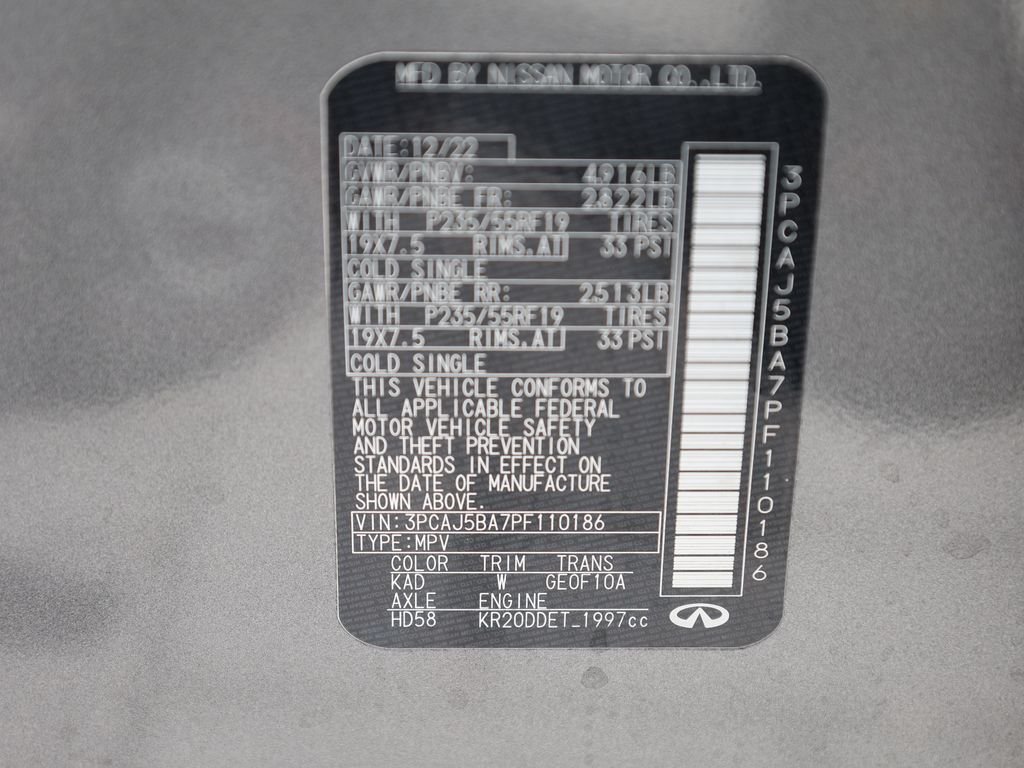 MFD BY NISSAN MOTOR CO.,LTD.
DATE:12/22
GVWR/PNBV: 4916LB
GAWR/PNBE FR: 2822LB
WITH P235/55RF19 TIRES
19X7.5 RIMS.AT 33 PSI
COLD SINGLE
GAWR/PNBE RR: 2513LB
WITH P235/55RF19 TIRES
19X7.5 RIMS.AT 33 PSI
COLD SINGLE
THIS VEHICLE CONFORMS TO
ALL APPLICABLE FEDERAL
MOTOR VEHICLE SAFETY
AND THEFT PREVENTION
STANDARDS IN EFFECT ON
THE DATE OF MANUFACTURE
SHOWN ABOVE.
VIN:3PCAJ5BA7PF110186
TYPE:MPV
COLOR TRIM TRANS
KAD W GE0F10A
AXLE ENGINE
HD58 KR20DDET_1997cc
3PCAJ5BA7PF110186